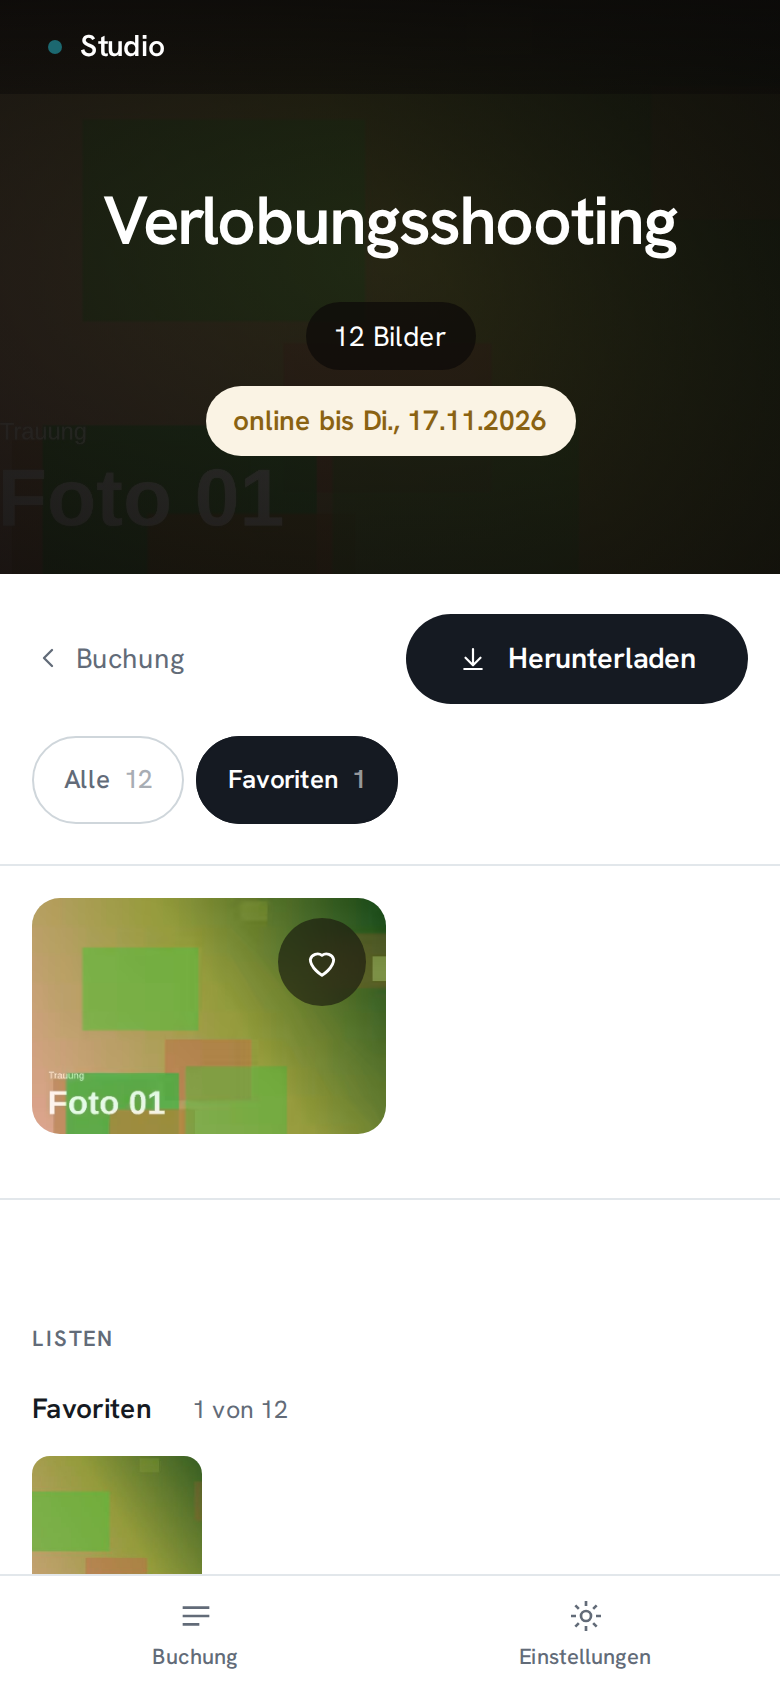 Studio
Verlobungsshooting
12 Bilder
online bis Di., 17.11.2026
Trauung
Foto 01
Buchung
Herunterladen
Alle 12
Favoriten 1
Trauung
Foto 01
LISTEN
Favoriten 1 von 12
Buchung
Einstellungen